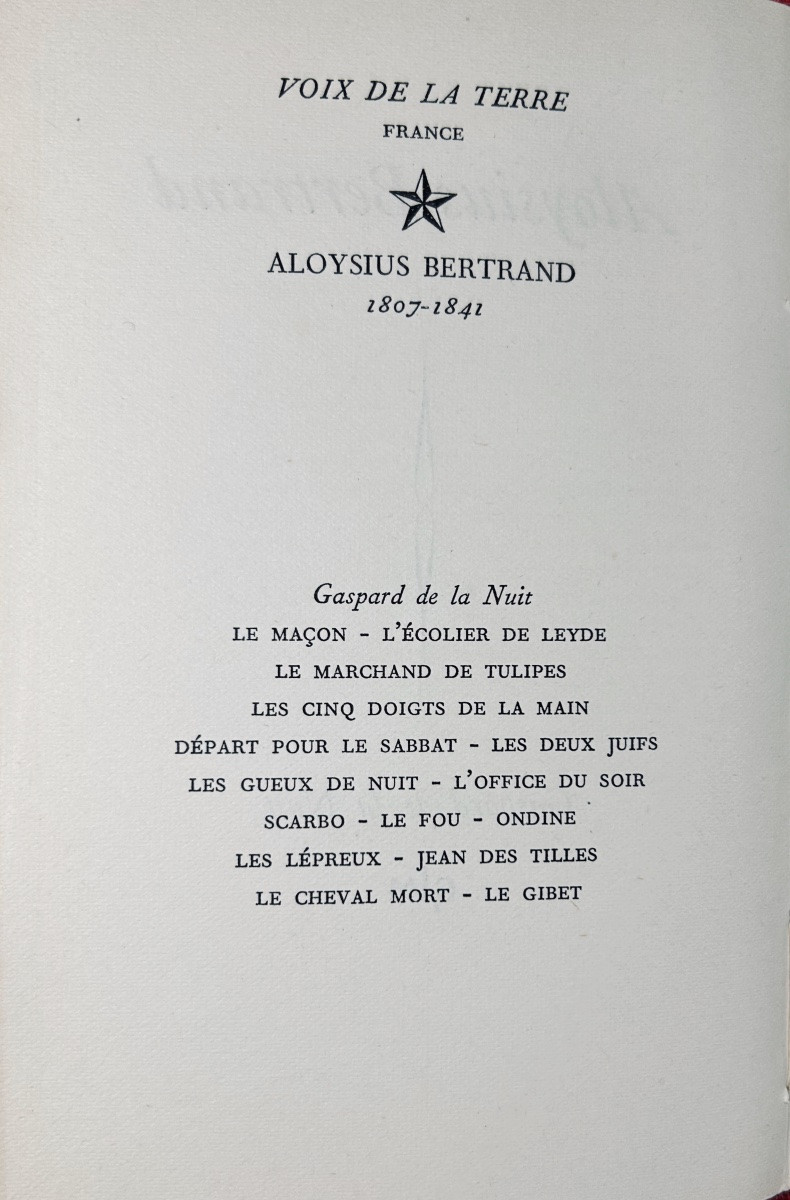 VOIX DE LA TERRE
FRANCE
ALOYSIUS BERTRAND
1807-1841
Gaspard de la Nuit
LE MAÇON - L'ÉCOLIER DE LEYDE
LE MARCHAND DE TULIPES
LES CINQ DOIGTS DE LA MAIN
DÉPART POUR LE SABBAT - LES DEUX JUIFS
LES GUEUX DE NUIT - L'OFFICE DU SOIR
SCARBO - LE FOU - ONDINE
LES LÉPREUX - JEAN DES TILLES
LE CHEVAL MORT - LE GIBET